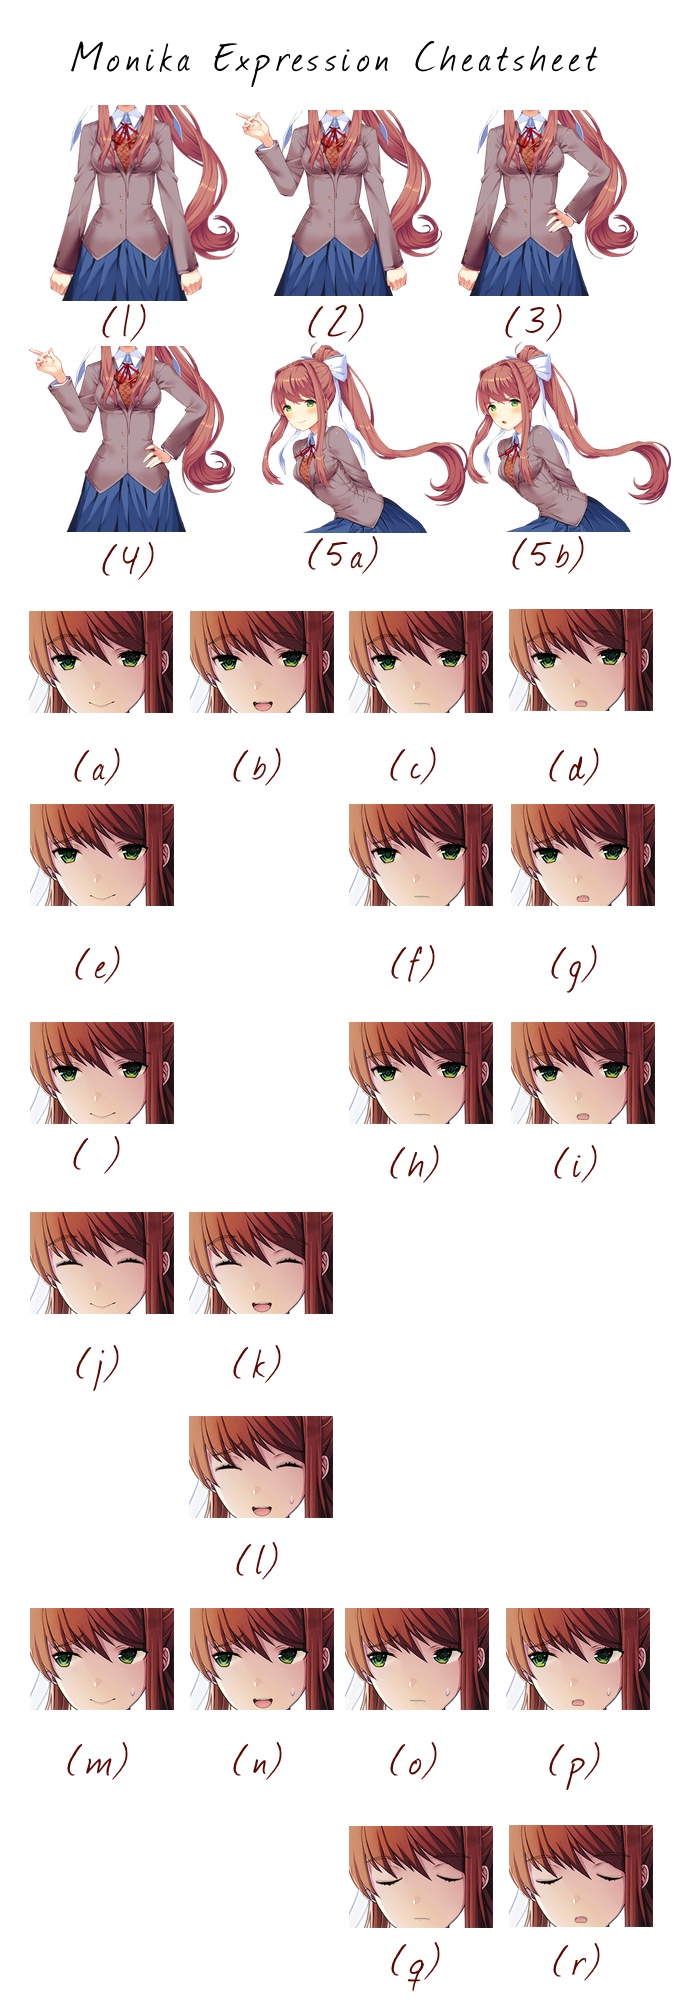 Monika Expression Cheatsheet
(1) (2) (3)
(4) (5a) (5b)
(a) (b) (c) (d)
(e) (f) (g)
( ) (h) (i)
(j) (k)
(l)
(m) (n) (o) (p)
(q) (r)